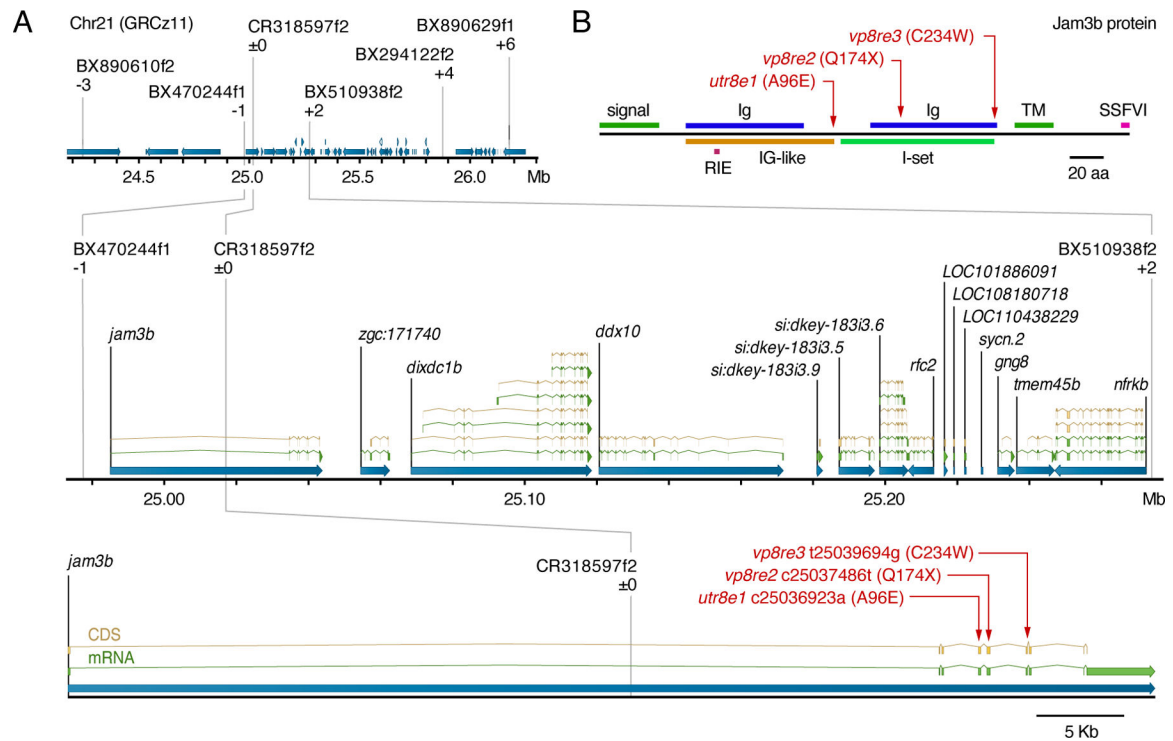 A
Chr21 (GRCz11)
BX890610f2
-3
BX470244f1
-1
CR318597f2
±0
BX510938f2
+2
BX294122f2
+4
BX890629f1
+6
24.5
25.0
25.5
26.0
Mb
B
Jam3b protein
vp8re3 (C234W)
vp8re2 (Q174X)
utr8e1 (A96E)
signal
Ig
Ig
TM
SSFVI
RIE
IG-like
I-set
20 aa
BX470244f1
-1
CR318597f2
±0
BX510938f2
+2
jam3b
zgc:171740
dixdc1b
ddx10
si:dkey-183i3.9
si:dkey-183i3.5
si:dkey-183i3.6
rfc2
LOC101886091
LOC108180718
LOC110438229
sycn.2
gng8
tmem45b
nfrkb
25.00
25.10
25.20
Mb
jam3b
CR318597f2
±0
vp8re3 t25039694g (C234W)
vp8re2 c25037486t (Q174X)
utr8e1 c25036923a (A96E)
CDS
mRNA
5 Kb